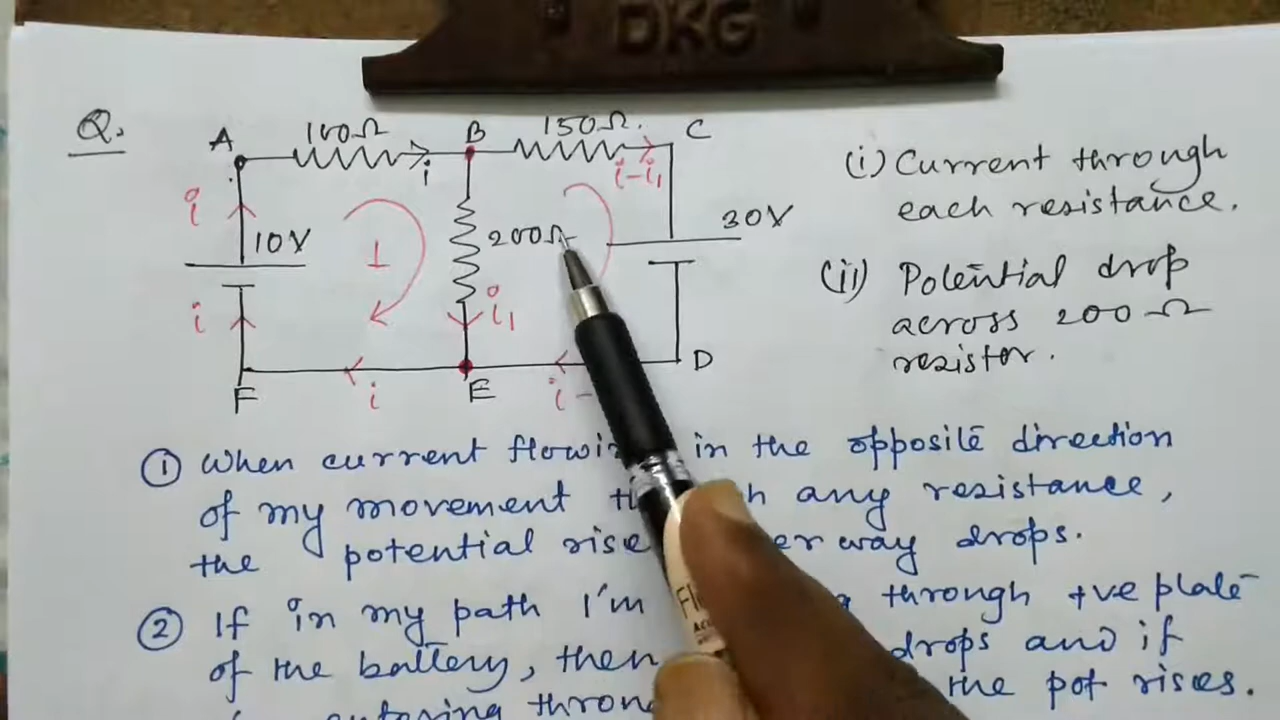 DKG
Q.
A 100Ω B 150Ω. C
i i-i1
i 10V 1 200Ω 30V
i i1
F i E i- D
(i) Current through
each resistance.
(ii) Potential drop
across 200Ω
resistor.
① When current in the opposite direction
of my movement any resistance,
the potential way drops.
② If in my path I'm through +ve plate
of the battery, then drops and if
the pot rises.